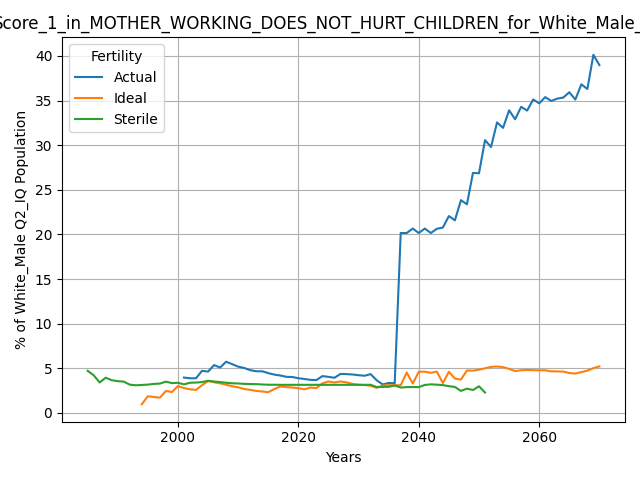 Score_1_in_MOTHER_WORKING_DOES_NOT_HURT_CHILDREN_for_White_Male_
Fertility
Actual
Ideal
Sterile
% of White_Male Q2_IQ Population
40
35
30
25
20
15
10
5
0
2000 2020 2040 2060
Years